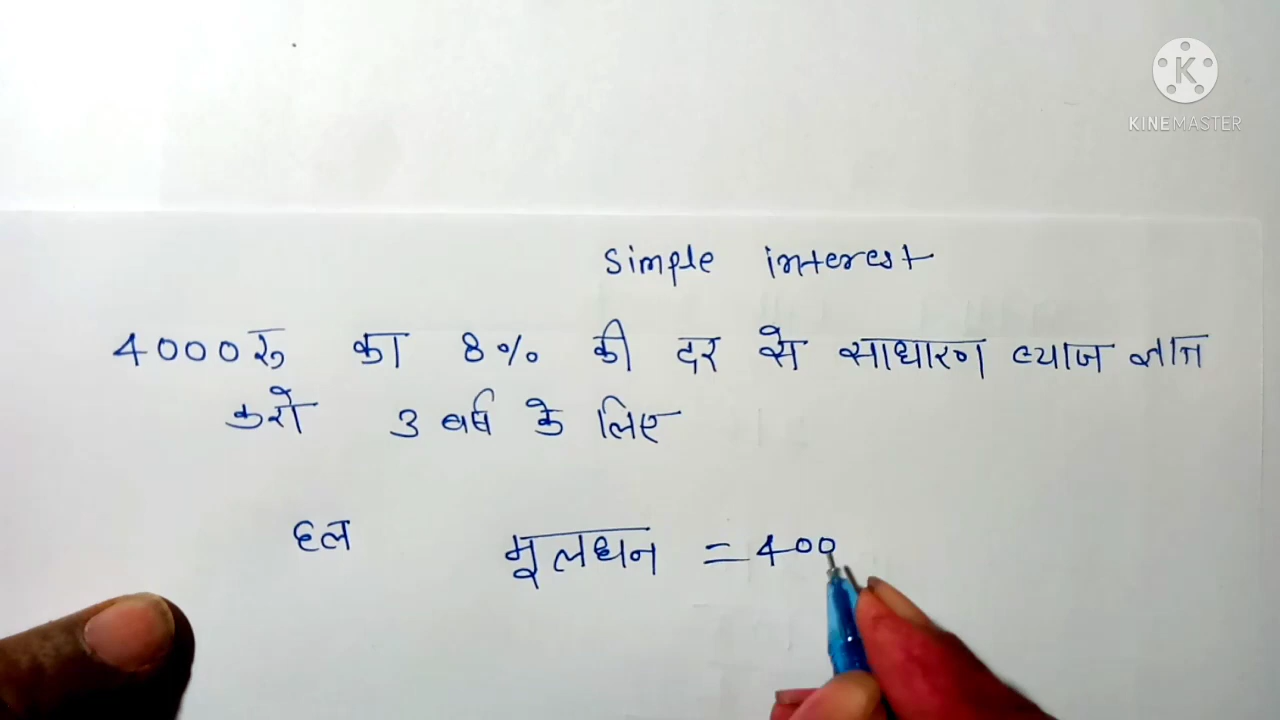 KINEMASTER
Simple interest
4000रु का 8% की दर से साधारण ब्याज ज्ञात
करो 3 वर्ष के लिए
हल मूलधन = 400